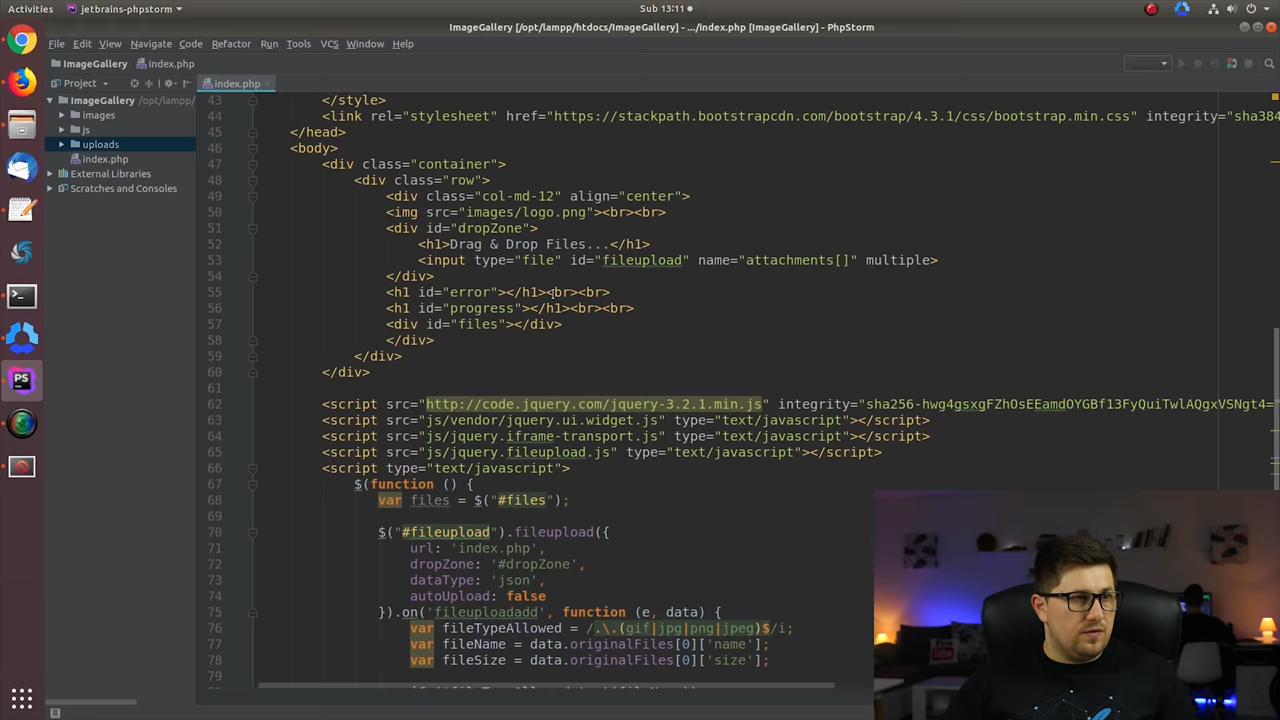 Activities
jetbrains-phpstorm
Sub 13:11
ImageGallery [/opt/lampp/htdocs/ImageGallery] - .../index.php [ImageGallery] - PhpStorm
File Edit View Navigate Code Refactor Run Tools VCS Window Help
ImageGallery index.php
Project
index.php
ImageGallery /opt/lampp/
images
js
uploads
index.php
External Libraries
Scratches and Consoles
43 </style>
44 <link rel="stylesheet" href="https://stackpath.bootstrapcdn.com/bootstrap/4.3.1/css/bootstrap.min.css" integrity="sha384
45 </head>
46 <body>
47 <div class="container">
48 <div class="row">
49 <div class="col-md-12" align="center">
50 <img src="images/logo.png"><br><br>
51 <div id="dropZone">
52 <h1>Drag & Drop Files...</h1>
53 <input type="file" id="fileupload" name="attachments[]" multiple>
54 </div>
55 <h1 id="error"></h1><br><br>
56 <h1 id="progress"></h1><br><br>
57 <div id="files"></div>
58 </div>
59 </div>
60 </div>
61
62 <script src="http://code.jquery.com/jquery-3.2.1.min.js" integrity="sha256-hwg4gsxgFZhOsEEamdOYGBf13FyQuiTwlAQgxVSNgt4=
63 <script src="js/vendor/jquery.ui.widget.js" type="text/javascript"></script>
64 <script src="js/jquery.iframe-transport.js" type="text/javascript"></script>
65 <script src="js/jquery.fileupload.js" type="text/javascript"></script>
66 <script type="text/javascript">
67 $(function () {
68 var files = $("#files");
69
70 $("#fileupload").fileupload({
71 url: 'index.php',
72 dropZone: '#dropZone',
73 dataType: 'json',
74 autoUpload: false
75 }).on('fileuploadadd', function (e, data) {
76 var fileTypeAllowed = /.\.(gif|jpg|png|jpeg)$/i;
77 var fileName = data.originalFiles[0]['name'];
78 var fileSize = data.originalFiles[0]['size'];
PS